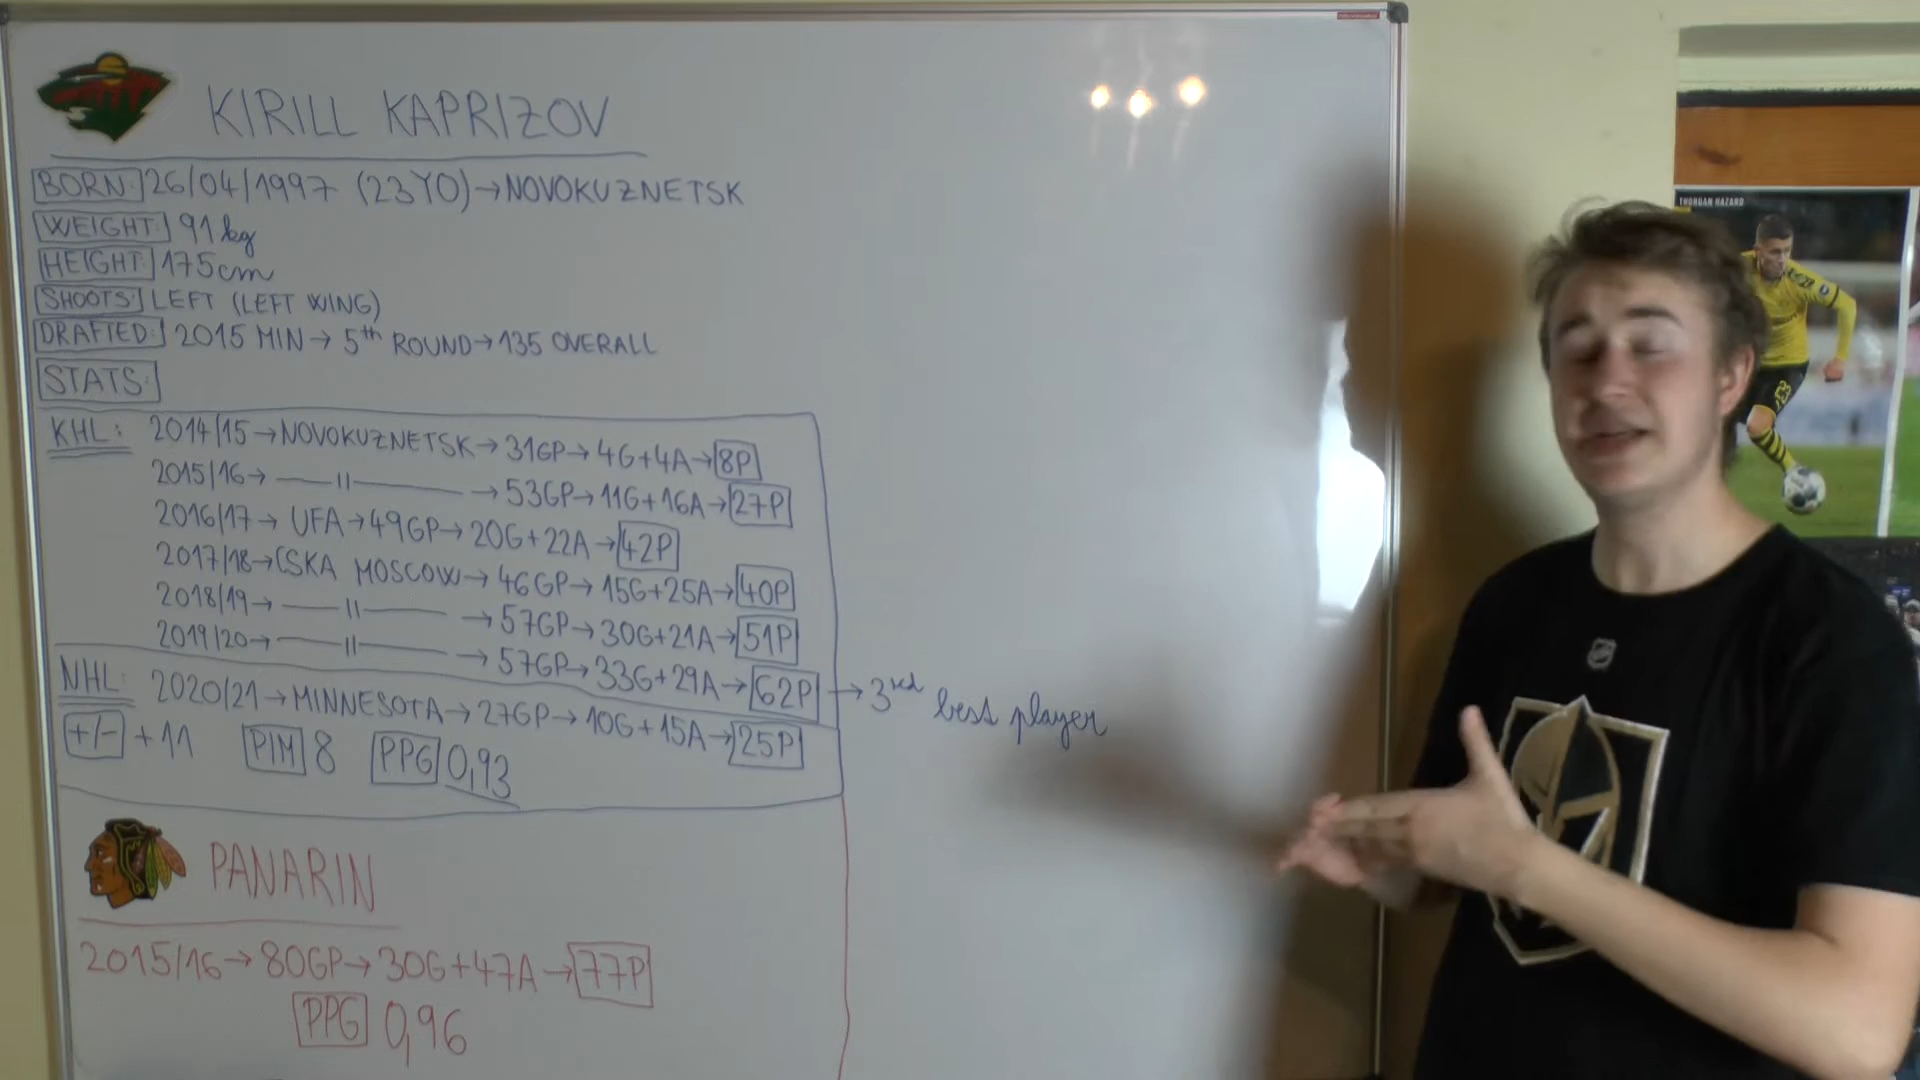 KIRILL KAPRIZOV
BORN: 26/04/1997 (23YO)→NOVOKUZNETSK
WEIGHT: 91kg
HEIGHT: 175cm
SHOOTS: LEFT (LEFT WING)
DRAFTED: 2015 MIN→ 5th ROUND→135 OVERALL
STATS:
KHL: 2014/15→NOVOKUZNETSK→31GP→4G+4A→8P
2015/16→ —— II —— →53GP→11G+16A→27P
2016/17→ UFA→49GP→20G+22A→42P
2017/18→CSKA MOSCOW→46GP→15G+25A→40P
2018/19→ —— II —— →57GP→30G+21A→51P
2019/20→ —— II —— →57GP→33G+29A→62P →3rd best player
NHL: 2020/21→MINNESOTA→27GP→10G+15A→25P
+/- +11 PIM 8 PPG 0,93
PANARIN
2015/16→80GP→30G+47A→77P
PPG 0,96
THORGAN HAZARD